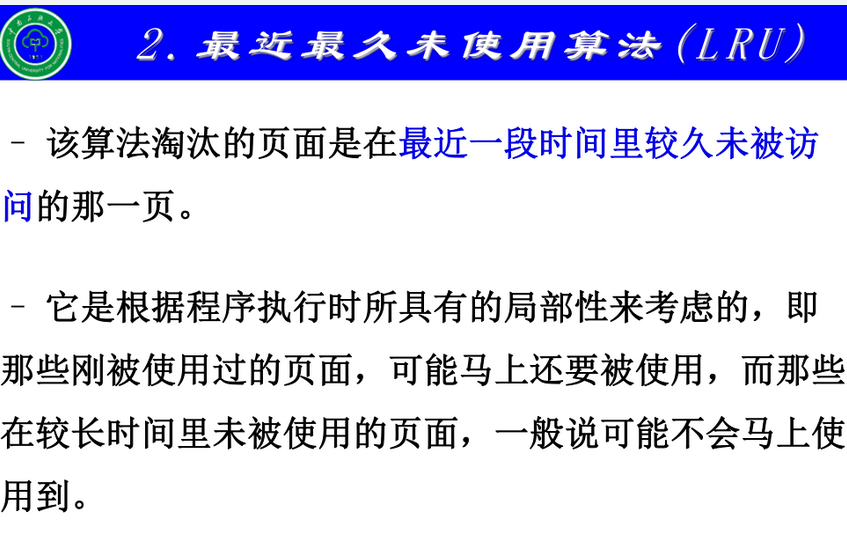 2. 最近最久未使用算法(LRU)
- 该算法淘汰的页面是在最近一段时间里较久未被访
问的那一页。
- 它是根据程序执行时所具有的局部性来考虑的，即
那些刚被使用过的页面，可能马上还要被使用，而那些
在较长时间里未被使用的页面，一般说可能不会马上使
用到。